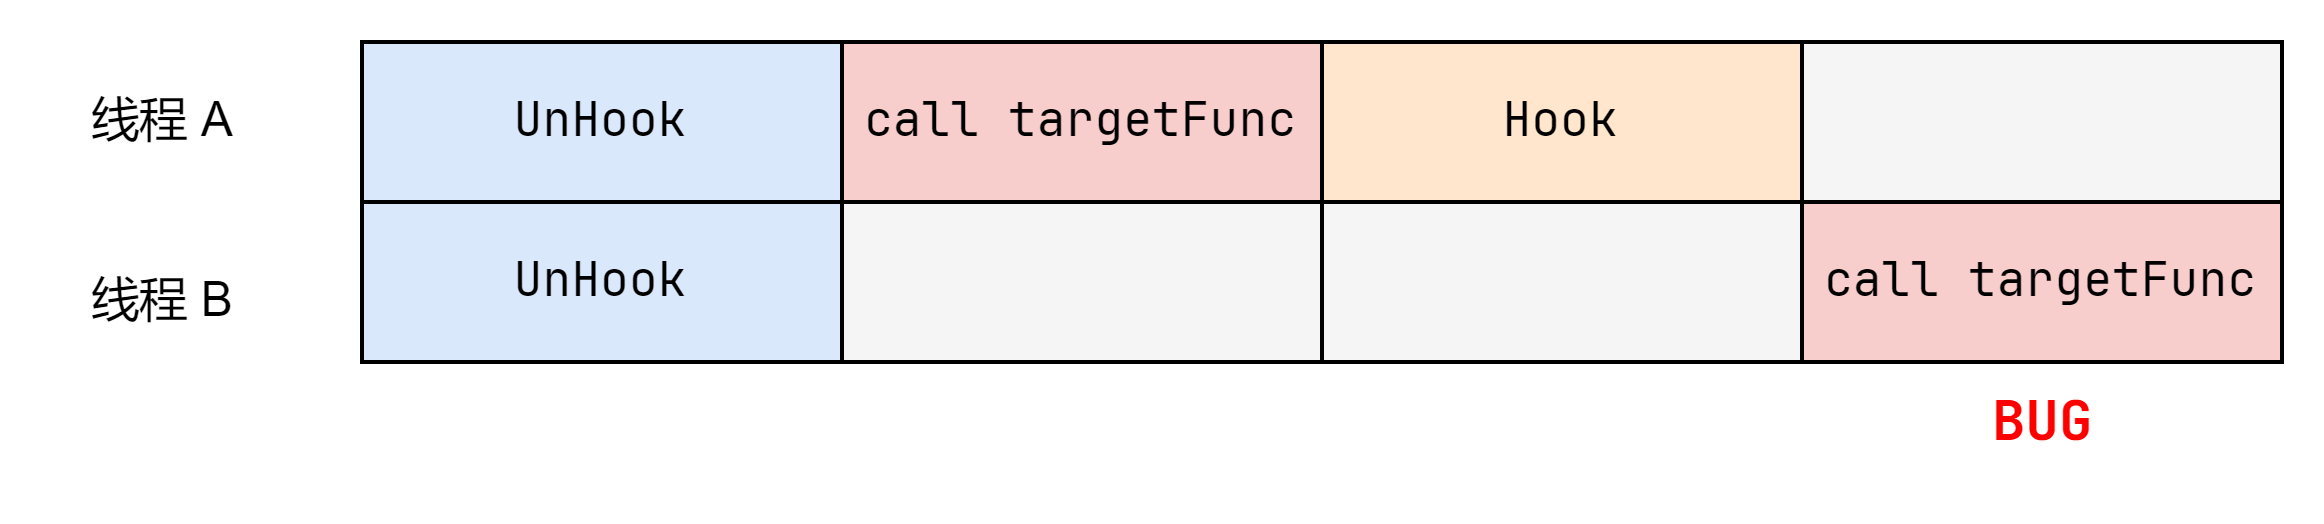 线程 A
UnHook
call targetFunc
Hook
线程 B
UnHook
call targetFunc
BUG